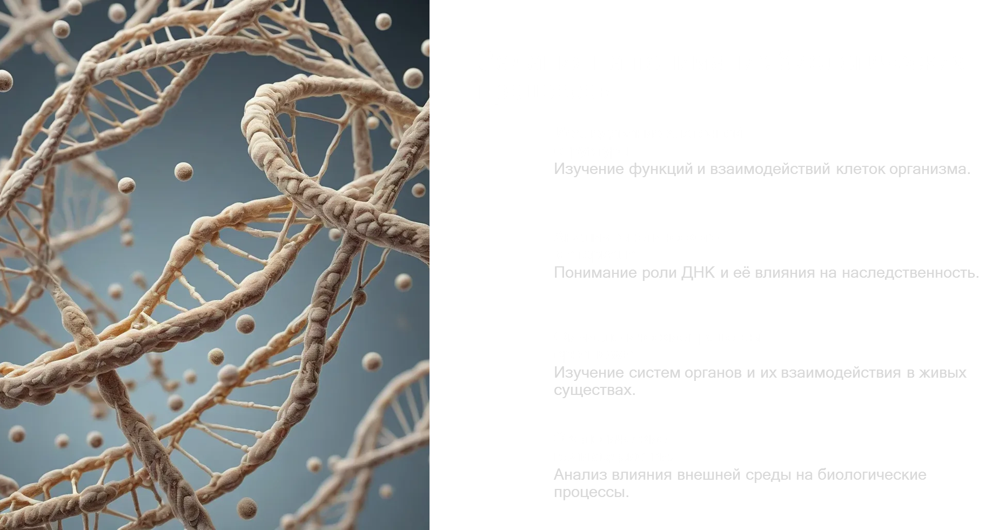 Изучение функций и взаимодействий клеток организма.
Понимание роли ДНК и её влияния на наследственность.
Изучение систем органов и их взаимодействия в живых
существах.
Анализ влияния внешней среды на биологические
процессы.